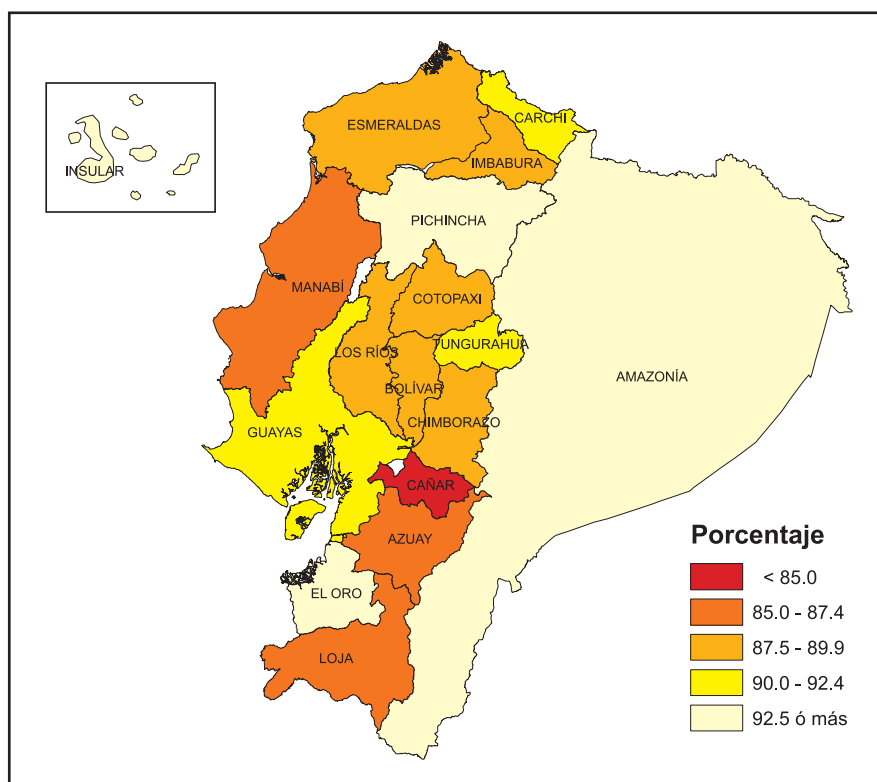 ESMERALDAS
CARCHI
IMBABURA
INSULAR
PICHINCHA
MANABÍ
COTOPAXI
TUNGURAHUA
LOS RÍOS
AMAZONÍA
BOLÍVAR
CHIMBORAZO
GUAYAS
CAÑAR
AZUAY
EL ORO
LOJA
Porcentaje
< 85.0
85.0 - 87.4
87.5 - 89.9
90.0 - 92.4
92.5 ó más